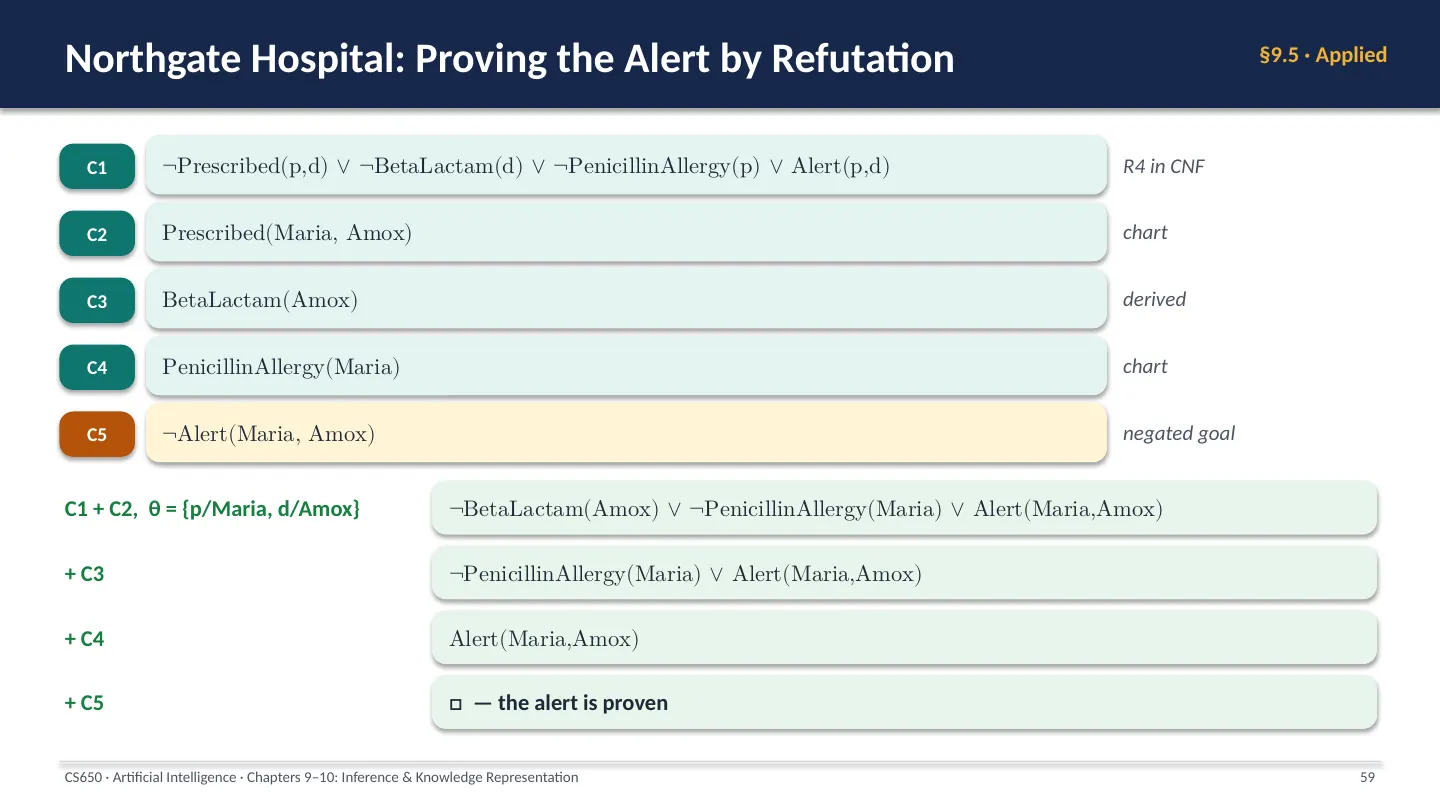 Northgate Hospital: Proving the Alert by Refutation
§9.5 · Applied
C1 ¬Prescribed(p,d) ∨ ¬BetaLactam(d) ∨ ¬PenicillinAllergy(p) ∨ Alert(p,d) R4 in CNF
C2 Prescribed(Maria, Amox) chart
C3 BetaLactam(Amox) derived
C4 PenicillinAllergy(Maria) chart
C5 ¬Alert(Maria, Amox) negated goal
C1 + C2, θ = {p/Maria, d/Amox} ¬BetaLactam(Amox) ∨ ¬PenicillinAllergy(Maria) ∨ Alert(Maria,Amox)
+ C3 ¬PenicillinAllergy(Maria) ∨ Alert(Maria,Amox)
+ C4 Alert(Maria,Amox)
+ C5 □ — the alert is proven
CS650 · Artificial Intelligence · Chapters 9–10: Inference & Knowledge Representation 59